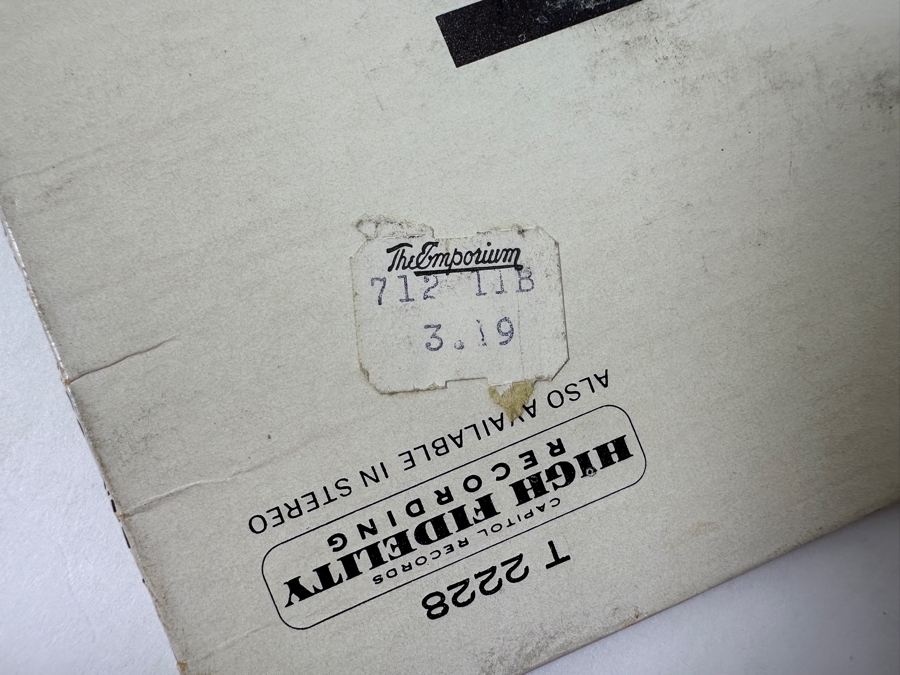 The Emporium
712 11B
3.19
T 2228
CAPITOL RECORDS
HIGH FIDELITY
RECORDING
ALSO AVAILABLE IN STEREO